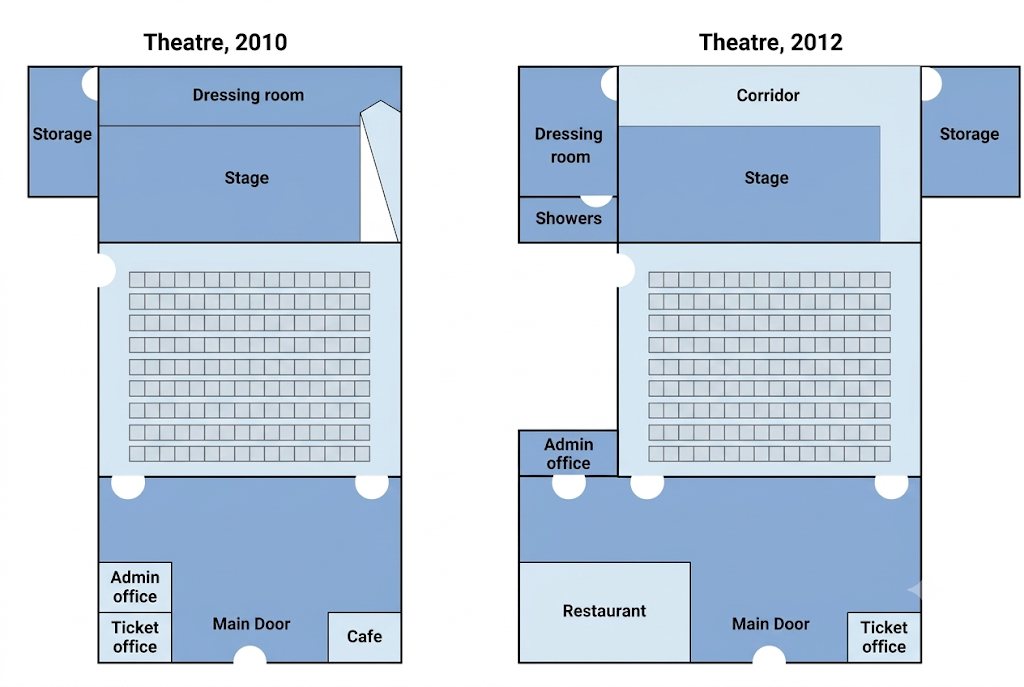 Theatre, 2010
Dressing room
Storage
Stage
Admin
office
Ticket
office
Main Door
Cafe
Theatre, 2012
Corridor
Dressing
room
Storage
Stage
Showers
Admin
office
Restaurant
Main Door
Ticket
office